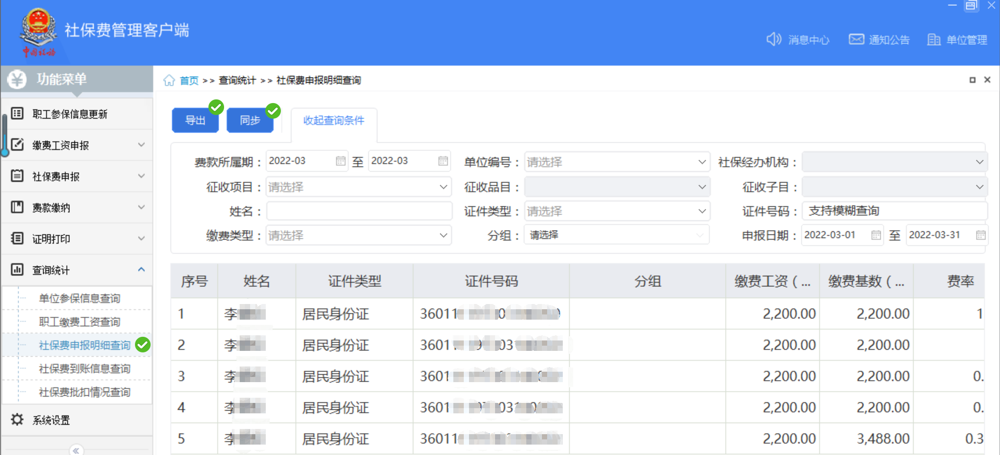 社保费管理客户端
中国税务
消息中心 通知公告 单位管理
功能菜单
首页 >> 查询统计 >> 社保费申报明细查询
职工参保信息更新
缴费工资申报
社保费申报
费款缴纳
证明打印
查询统计
单位参保信息查询
职工缴费工资查询
社保费申报明细查询
社保费到账信息查询
社保费批扣情况查询
系统设置
导出 同步 收起查询条件
费款所属期： 2022-03 至 2022-03 单位编号： 请选择 社保经办机构：
征收项目： 请选择 征收品目： 征收子目：
姓名： 证件类型： 请选择 证件号码： 支持模糊查询
缴费类型： 请选择 分组： 请选择 申报日期： 2022-03-01 至 2022-03-31
序号 姓名 证件类型 证件号码 分组 缴费工资（... 缴费基数（... 费率
1 李 居民身份证 36011 2,200.00 2,200.00 1
2 李 居民身份证 3601 2,200.00 2,200.00
3 李 居民身份证 3601 2,200.00 2,200.00 0.
4 李 居民身份证 3601 2,200.00 2,200.00 0.
5 李 居民身份证 36011 2,200.00 3,488.00 0.3